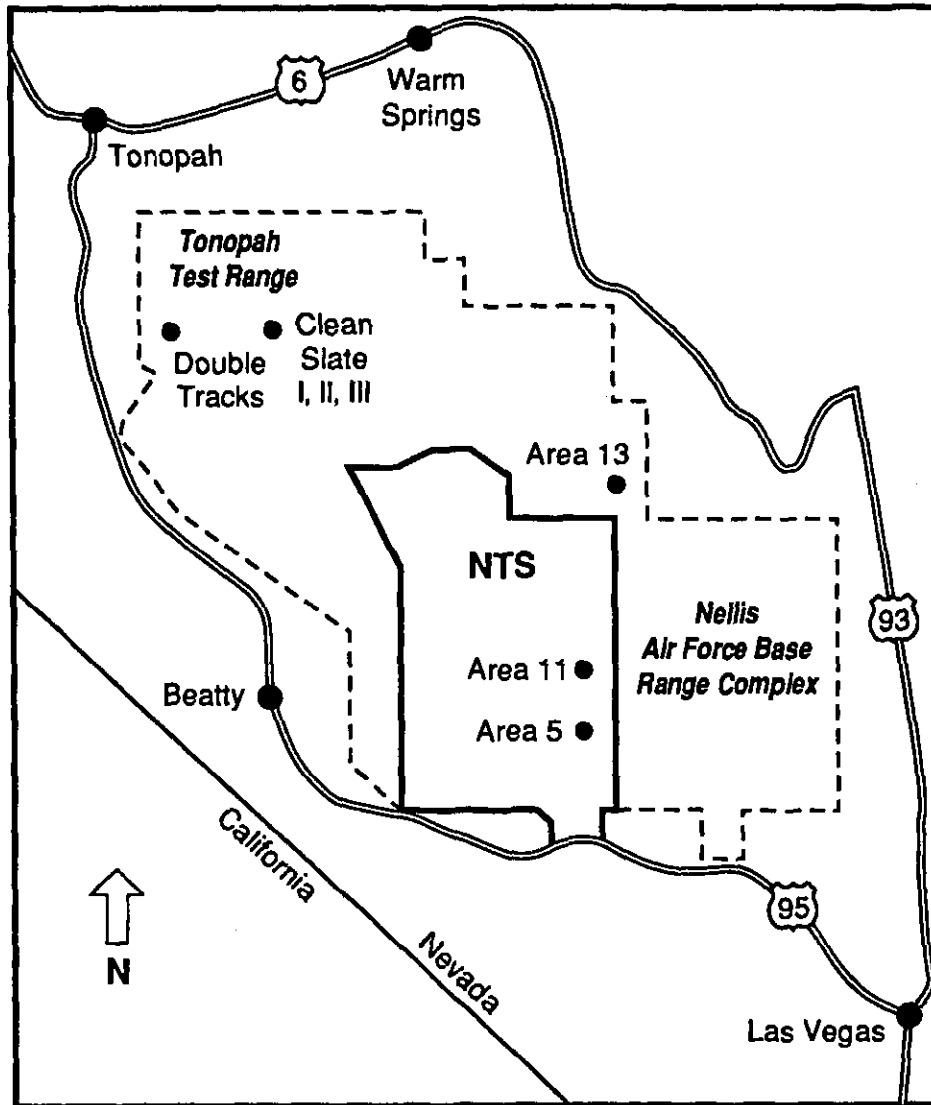 6
Warm
Springs
Tonopah
Tonopah
Test Range
Clean
Slate
I, II, III
Double
Tracks
Area 13
NTS
93
Nellis
Air Force Base
Range Complex
Area 11
Beatty
Area 5
California
Nevada
95
N
Las Vegas